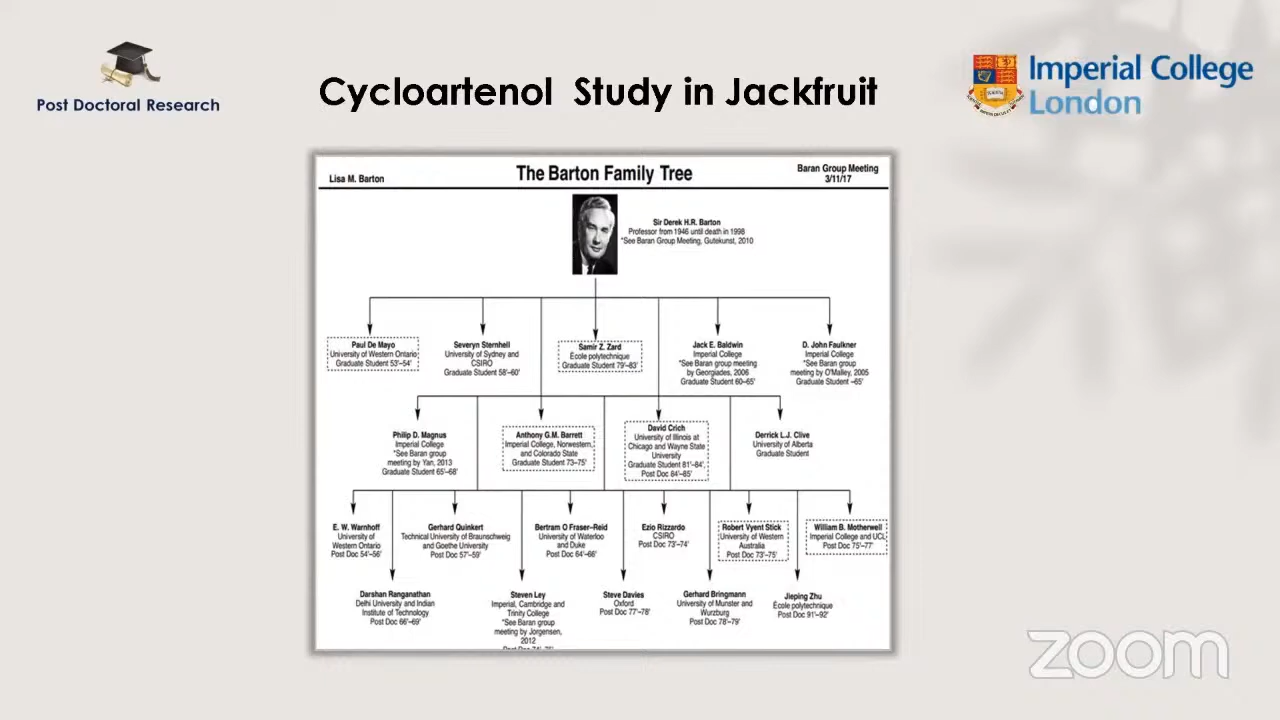 Post Doctoral Research
Cycloartenol Study in Jackfruit
Imperial College
London
Lisa M. Barton
The Barton Family Tree
Baran Group Meeting
3/11/17
Sir Derek H.R. Barton
Professor from 1946 until death in 1998
*See Baran Group Meeting, Gutekunst, 2010
Paul De Mayo
University of Western Ontario
Graduate Student 53'-54'
Severyn Sternhell
University of Sydney and
CSIRO
Graduate Student 58'-60'
Samir Z. Zard
École polytechnique
Graduate Student 79'-83'
Jack E. Baldwin
Imperial College
*See Baran group meeting
by Georgiades, 2006
Graduate Student 60-65'
D. John Faulkner
Imperial College
*See Baran group
meeting by O'Malley, 2005
Graduate Student -65'
Philip D. Magnus
Imperial College
*See Baran group
meeting by Yan, 2013
Graduate Student 65'-68'
Anthony G.M. Barrett
Imperial College, Norwestern,
and Colorado State
Graduate Student 73-75'
David Crich
University of Illinois at
Chicago and Wayne State
University
Graduate Student 81'-84',
Post Doc 84'-85'
Derrick L.J. Clive
University of Alberta
Graduate Student
E. W. Warnhoff
University of
Western Ontario
Post Doc 54'-56'
Gerhard Quinkert
Technical University of Braunschweig
and Goethe University
Post Doc 57'-59'
Bertram O Fraser-Reid
University of Waterloo
and Duke
Post Doc 64'-66'
Ezio Rizzardo
CSIRO
Post Doc 73'-74'
Robert Vyent Stick
University of Western
Australia
Post Doc 73'-75'
William B. Motherwell
Imperial College and UCL
Post Doc 75'-77'
Darshan Ranganathan
Delhi University and Indian
Institute of Technology
Post Doc 66'-69'
Steven Ley
Imperial, Cambridge and
Trinity College
*See Baran group
meeting by Jorgensen,
2012
Steve Davies
Oxford
Post Doc 77'-78'
Gerhard Bringmann
University of Munster and
Wurzburg
Post Doc 78'-79'
Jieping Zhu
École polytechnique
Post Doc 91'-92'
zoom